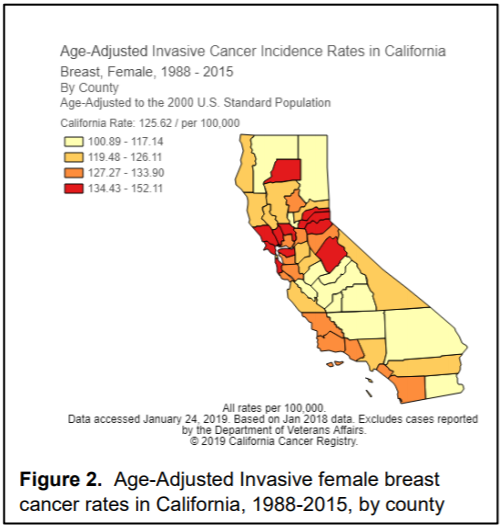 Age-Adjusted Invasive Cancer Incidence Rates in California
Breast, Female, 1988 - 2015
By County
Age-Adjusted to the 2000 U.S. Standard Population
California Rate: 125.62 / per 100,000
100.89 - 117.14
119.48 - 126.11
127.27 - 133.90
134.43 - 152.11
All rates per 100,000.
Data accessed January 24, 2019. Based on Jan 2018 data. Excludes cases reported
by the Department of Veterans Affairs.
© 2019 California Cancer Registry.
Figure 2. Age-Adjusted Invasive female breast
cancer rates in California, 1988-2015, by county